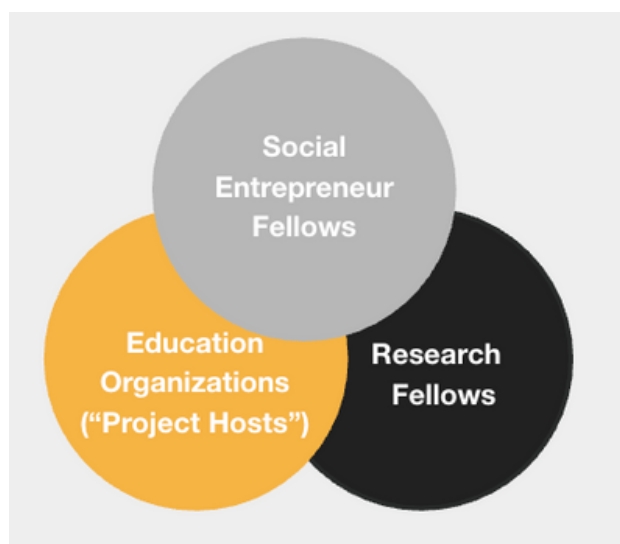 Social
Entrepreneur
Fellows
Education
Organizations
(“Project Hosts”)
Research
Fellows